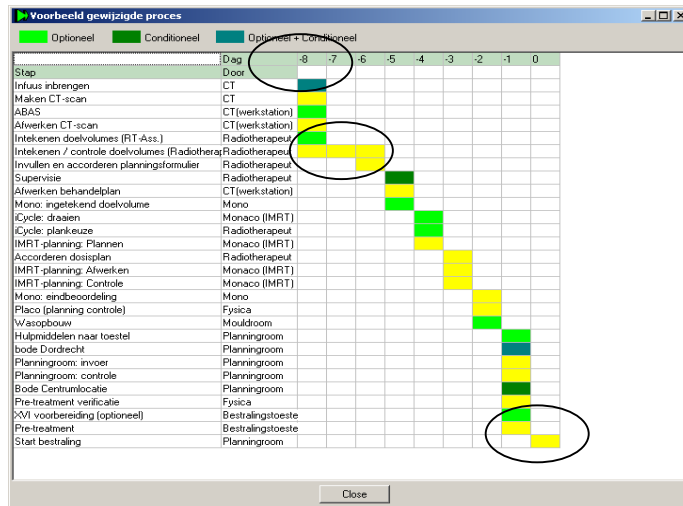 Voorbeeld gewijzigde proces
Optioneel Conditioneel Optioneel + Conditioneel
Dag -8 -7 -6 -5 -4 -3 -2 -1 0
Stap Door
Infuus inbrengen CT
Maken CT-scan CT
ABAS CT(werkstation)
Afwerken CT-scan CT(werkstation)
Intekenen doelvolumes (RT-Ass.) Radiotherapeut
Intekenen / controle doelvolumes (Radiotherap Radiotherapeut
Invullen en accorderen planningsformulier Radiotherapeut
Supervisie Radiotherapeut
Afwerken behandelplan CT(werkstation)
Mono: ingetekend doelvolume Mono
iCycle: draaien Monaco (IMRT)
iCycle: plankeuze Radiotherapeut
IMRT-planning: Plannen Monaco (IMRT)
Accorderen dosisplan Radiotherapeut
IMRT-planning: Afwerken Monaco (IMRT)
IMRT-planning: Controle Monaco (IMRT)
Mono: eindbeoordeling Mono
Placo (planning controle) Fysica
Wasopbouw Mouldroom
Hulpmiddelen naar toestel Planningroom
bode Dordrecht Planningroom
Planningroom: invoer Planningroom
Planningroom: controle Planningroom
Bode Centrumlocatie Planningroom
Pre-treatment verificatie Fysica
XVI voorbereiding (optioneel) Bestralingstoeste
Pre-treatment Bestralingstoeste
Start bestraling Planningroom
Close